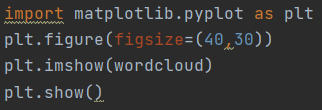 import matplotlib.pyplot as plt
plt.figure(figsize=(40,30))
plt.imshow(wordcloud)
plt.show()